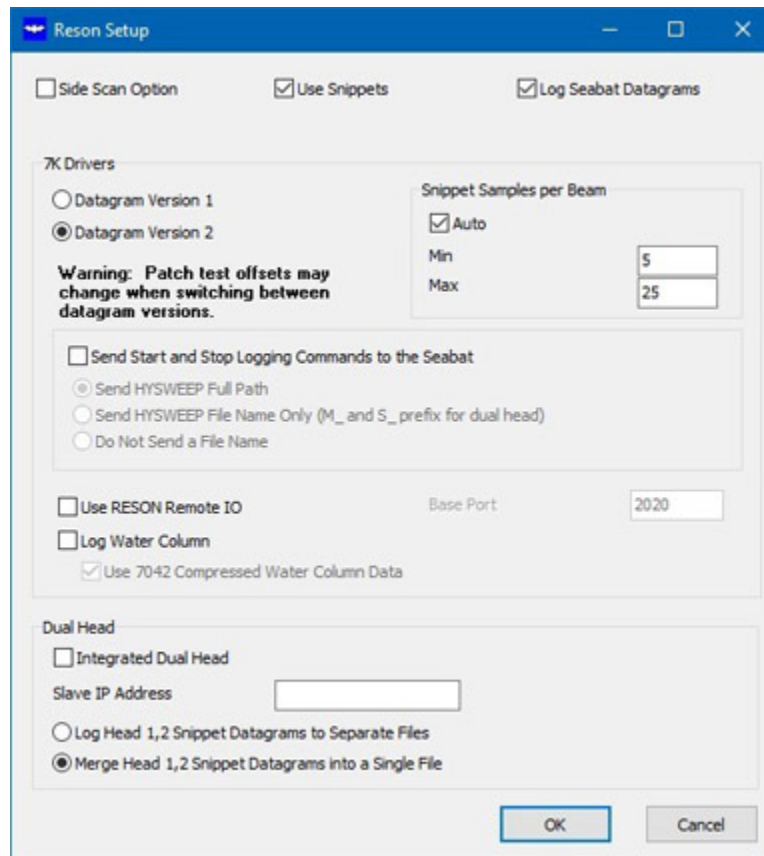 Reson Setup
Side Scan Option
Use Snippets
Log Seabat Datagrams
7K Drivers
Datagram Version 1
Datagram Version 2
Warning: Patch test offsets may
change when switching between
datagram versions.
Snippet Samples per Beam
Auto
Min
5
Max
25
Send Start and Stop Logging Commands to the Seabat
Send HYSWEEP Full Path
Send HYSWEEP File Name Only (M_ and S_ prefix for dual head)
Do Not Send a File Name
Use RESON Remote IO
Base Port
2020
Log Water Column
Use 7042 Compressed Water Column Data
Dual Head
Integrated Dual Head
Slave IP Address
Log Head 1,2 Snippet Datagrams to Separate Files
Merge Head 1,2 Snippet Datagrams into a Single File
OK
Cancel